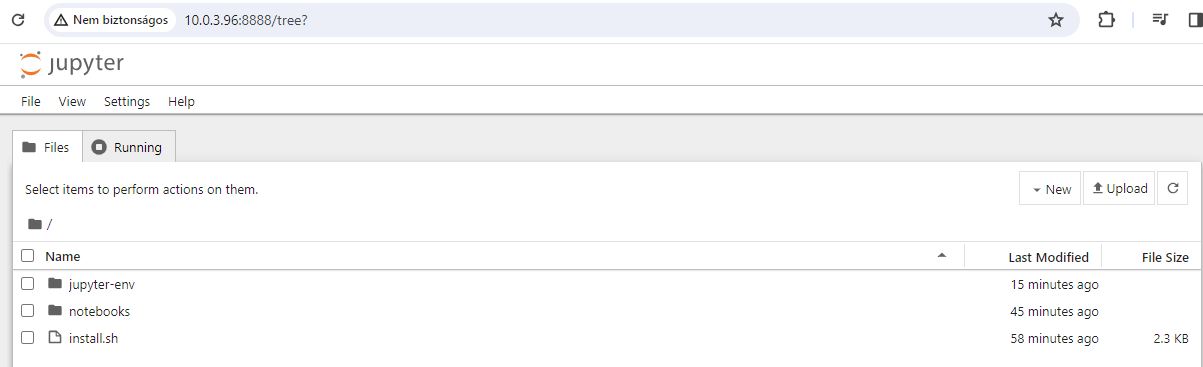 Nem biztonságos 10.0.3.96:8888/tree?
jupyter
File View Settings Help
Files Running
Select items to perform actions on them. New Upload
/
Name Last Modified File Size
jupyter-env 15 minutes ago
notebooks 45 minutes ago
install.sh 58 minutes ago 2.3 KB